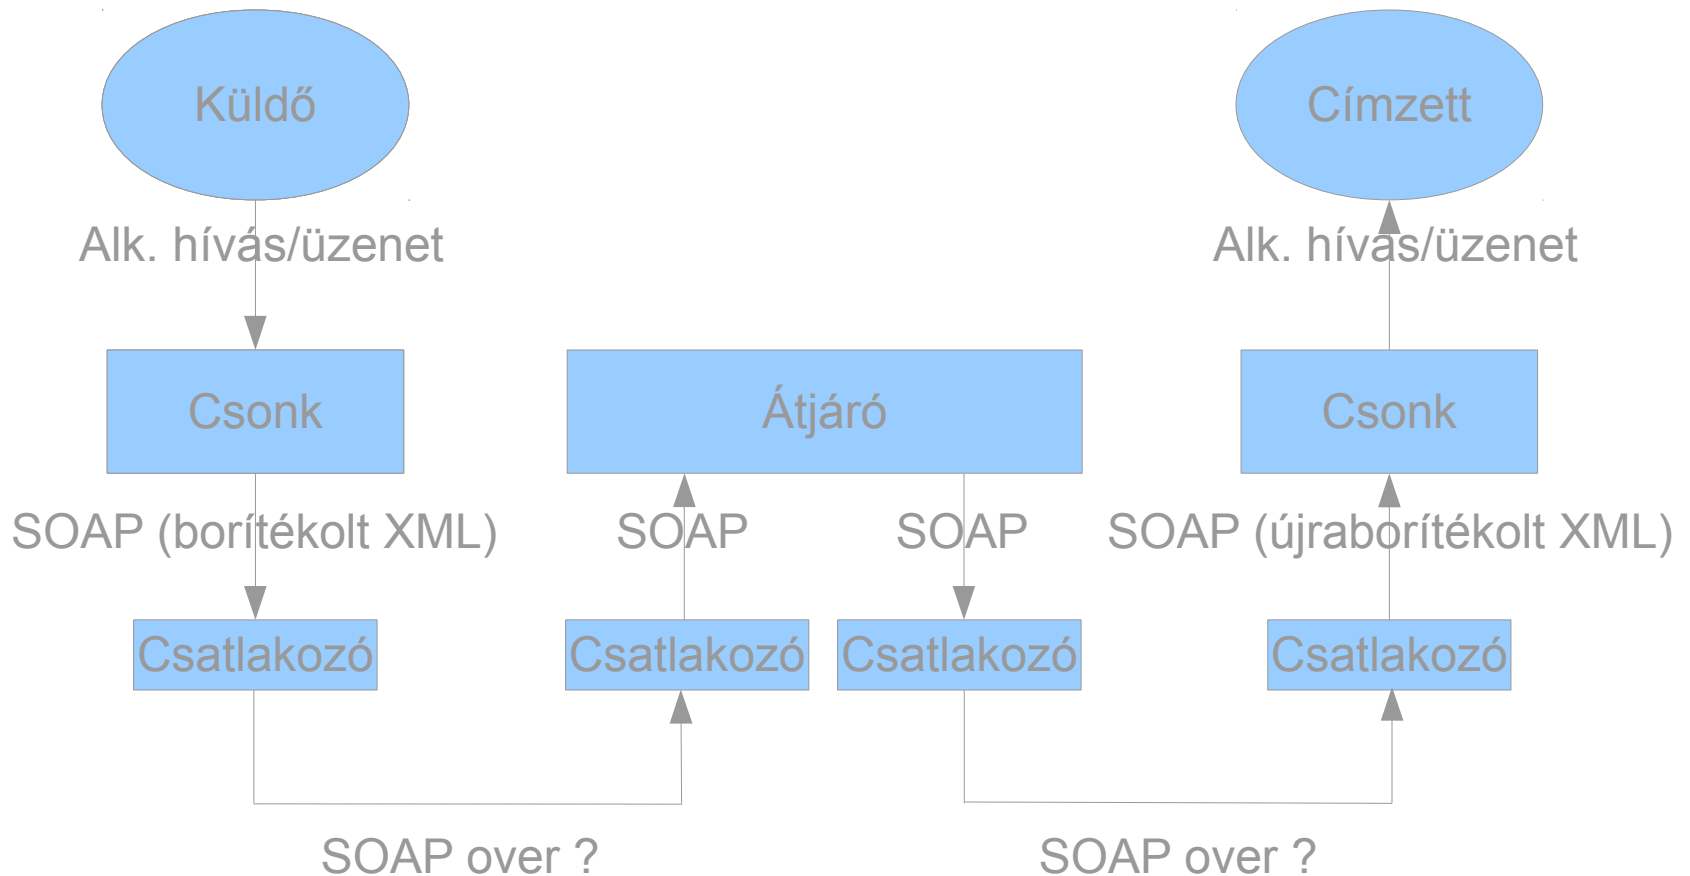 Küldő
Címzett
Alk. hívás/üzenet
Alk. hívás/üzenet
Csonk
Átjáró
Csonk
SOAP (borítékolt XML)
SOAP
SOAP
SOAP (újraborítékolt XML)
Csatlakozó
Csatlakozó
Csatlakozó
Csatlakozó
SOAP over ?
SOAP over ?